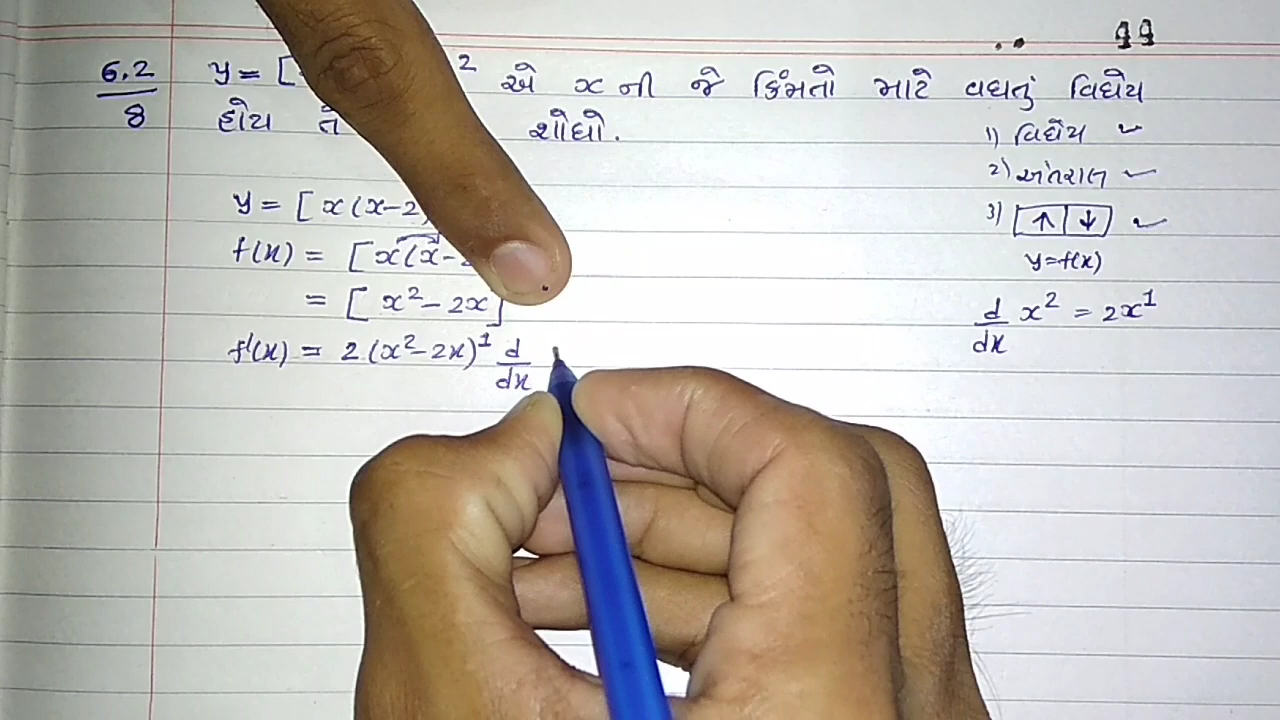 99
6.2
8
y = [ 2 એ x ની જે કિંમતો માટે વધતું વિધેય
હોય તે શોધો.
1) વિધેય ✓
2) અંતરાલ ✓
3) [↑|↓] ✓
y=f(x)
y = [x(x-2)
f(x) = [x(x-
= [x² - 2x]
f'(x) = 2(x² - 2x)¹ d/dx
d/dx x² = 2x¹